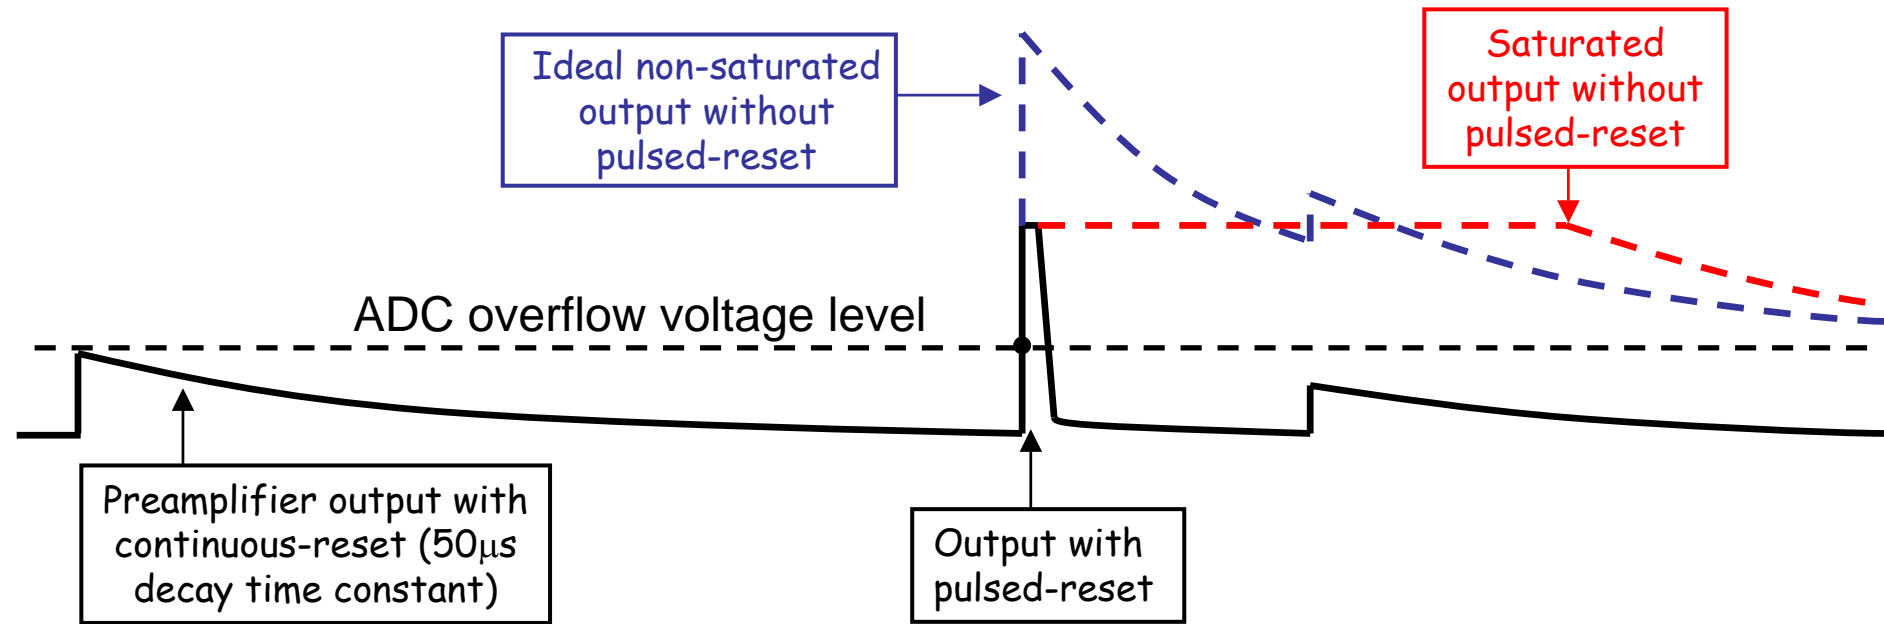 Ideal non-saturated
output without
pulsed-reset
Saturated
output without
pulsed-reset
ADC overflow voltage level
Preamplifier output with
continuous-reset (50μs
decay time constant)
Output with
pulsed-reset